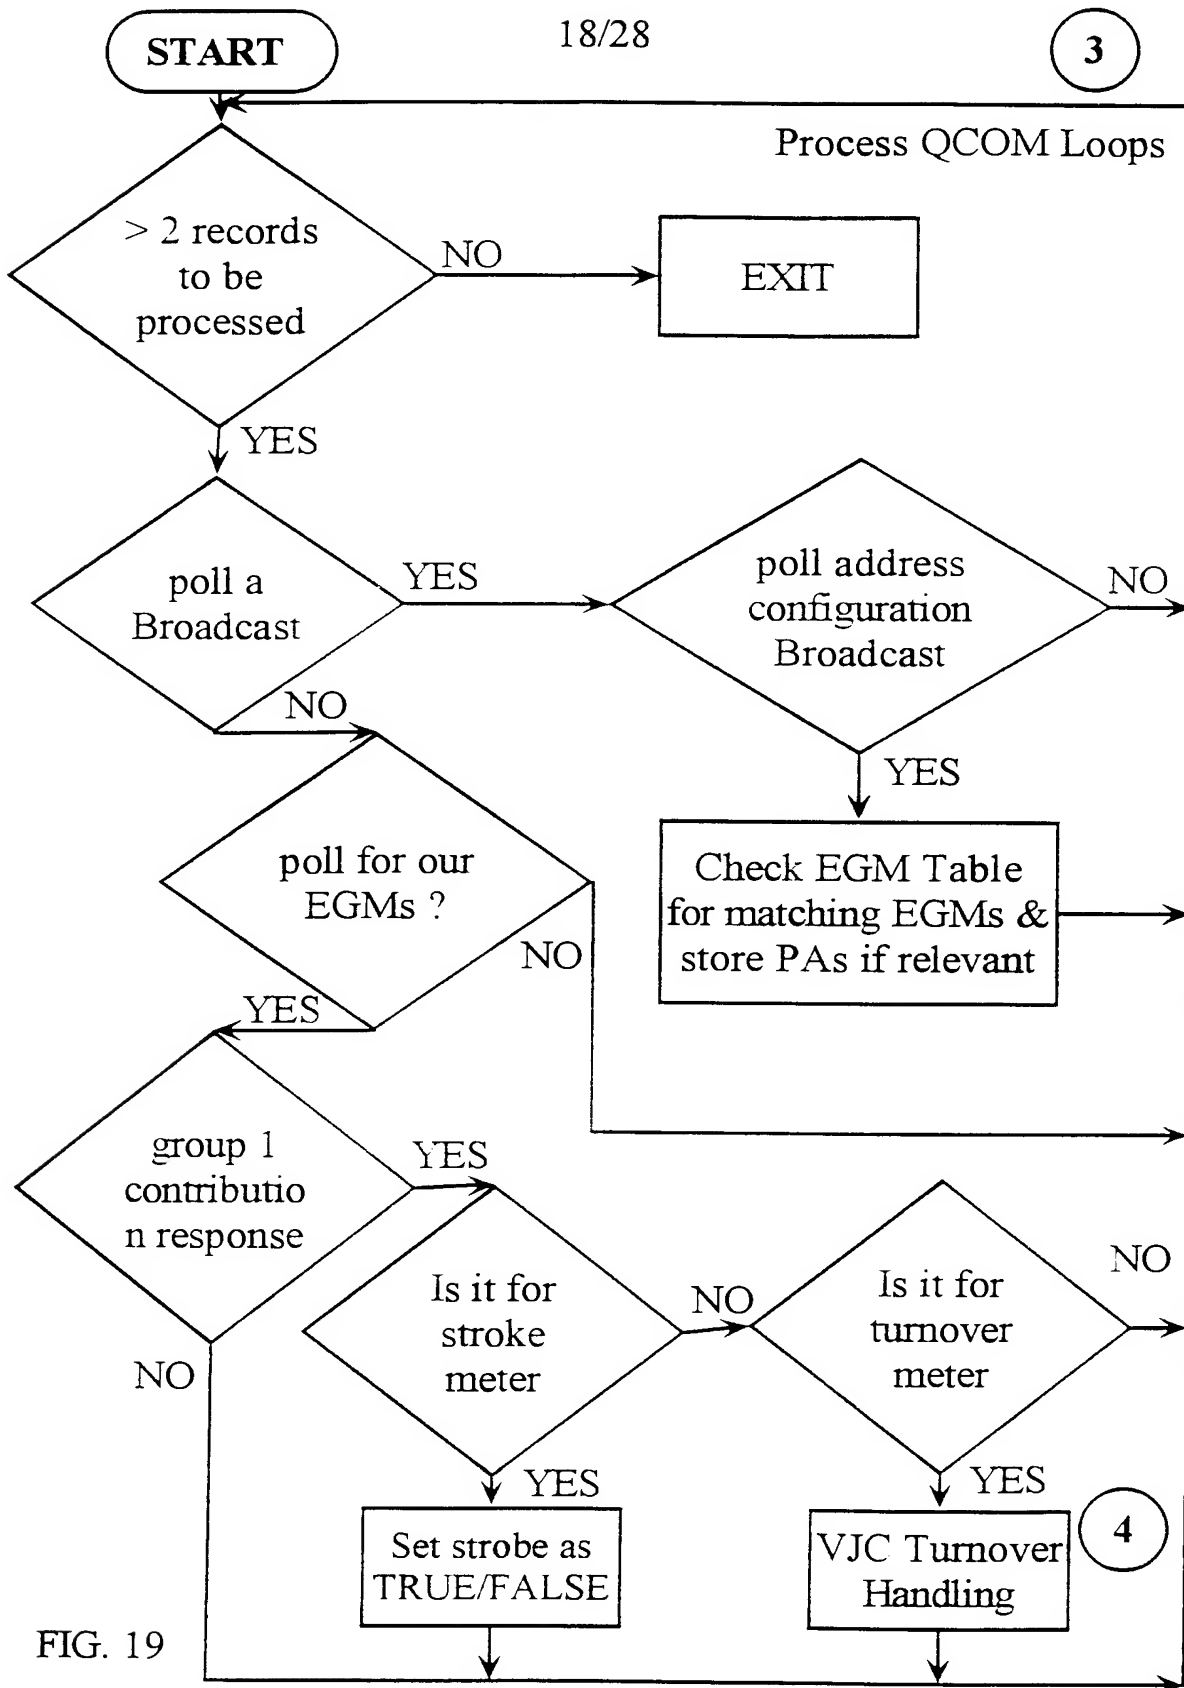 START
18/28
3
Process QCOM Loops
> 2 records
to be
processed
NO
EXIT
YES
poll a
Broadcast
YES
poll address
configuration
Broadcast
NO
NO
YES
poll for our
EGMs ?
Check EGM Table
for matching EGMs &
store PAs if relevant
NO
YES
group 1
contributio
n response
YES
Is it for
stroke
meter
NO
Is it for
turnover
meter
NO
NO
YES
YES
Set strobe as
TRUE/FALSE
VJC Turnover
Handling
4
FIG. 19